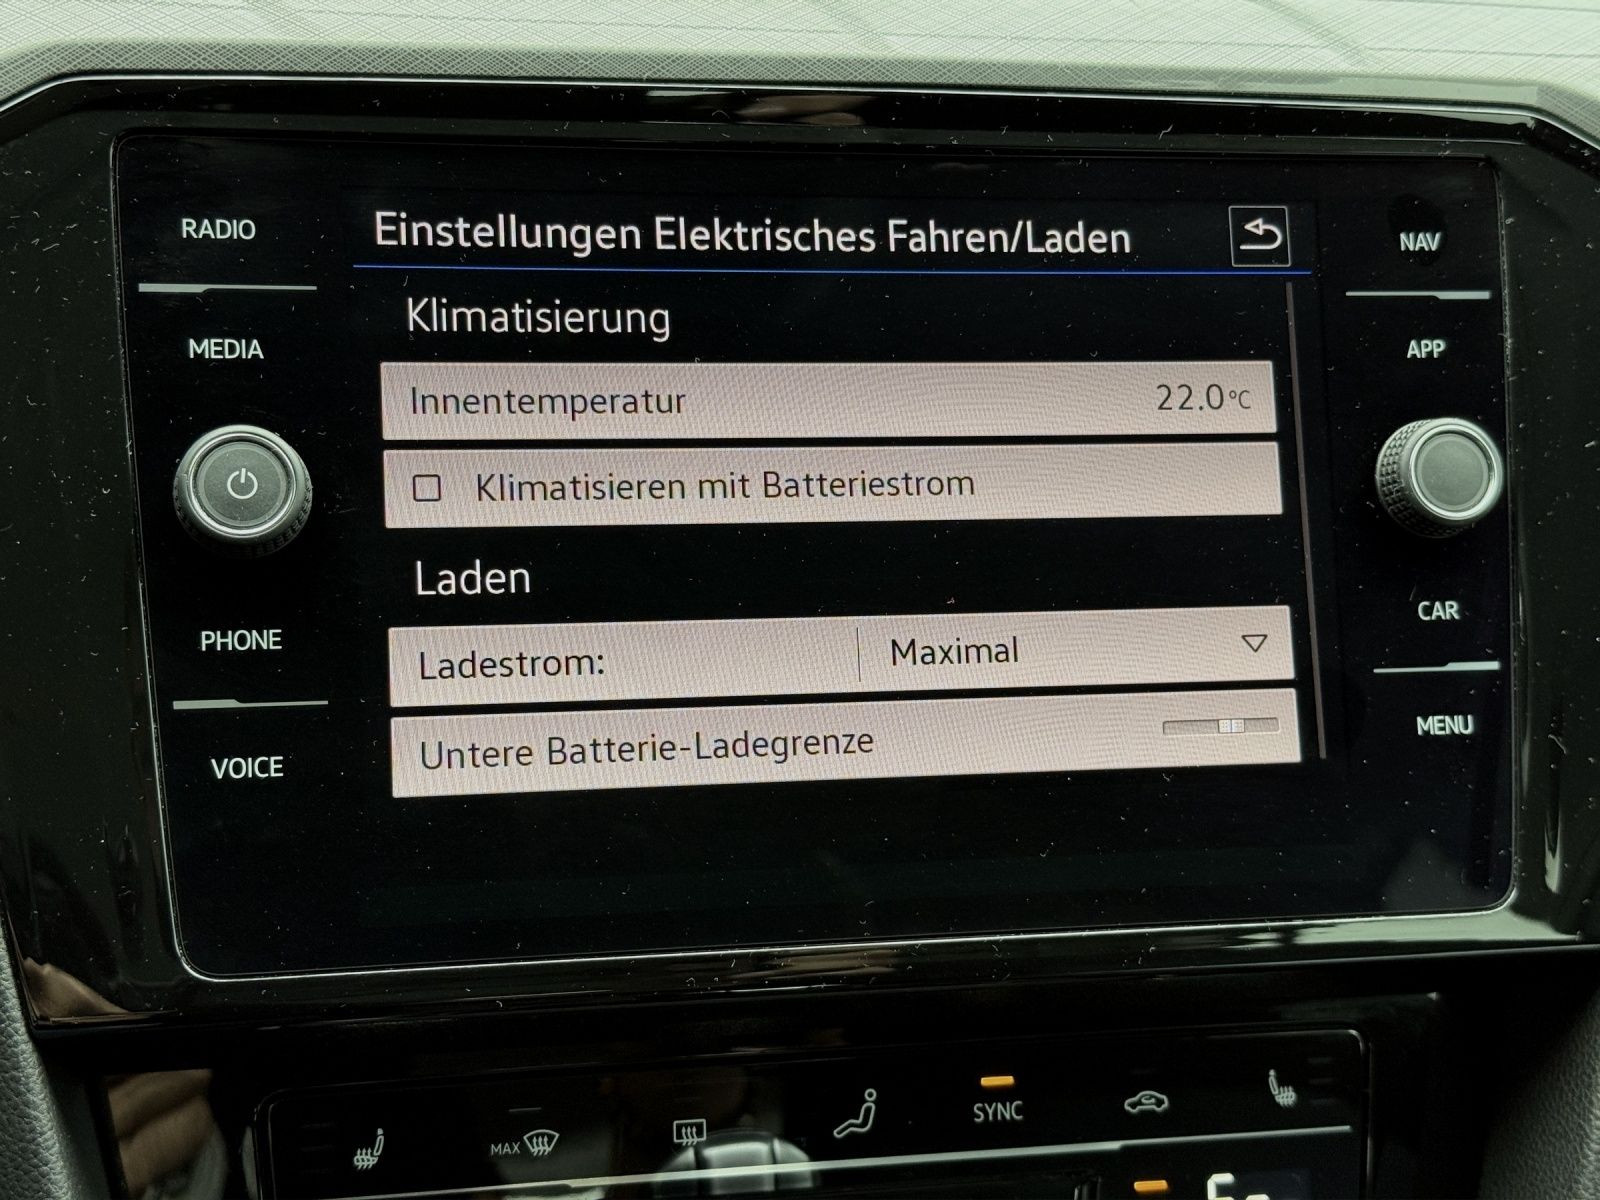 RADIO
MEDIA
PHONE
VOICE
Einstellungen Elektrisches Fahren/Laden
Klimatisierung
Innentemperatur 22.0°C
Klimatisieren mit Batteriestrom
Laden
Ladestrom: Maximal
Untere Batterie-Ladegrenze
NAV
APP
CAR
MENU
MAX
SYNC